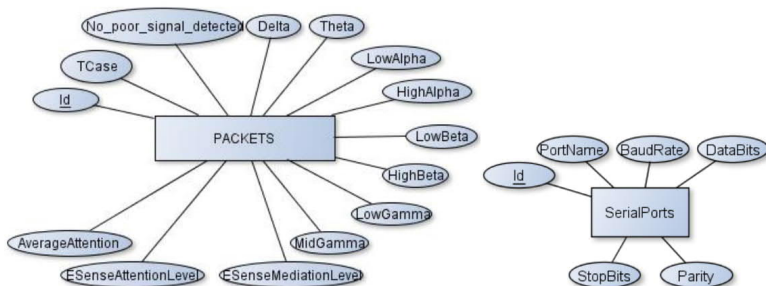 No_poor_signal_detected
Delta
Theta
TCase
LowAlpha
Id
HighAlpha
PACKETS
LowBeta
HighBeta
LowGamma
AverageAttention
MidGamma
ESenseAttentionLevel
ESenseMediationLevel
PortName
BaudRate
DataBits
Id
SerialPorts
StopBits
Parity